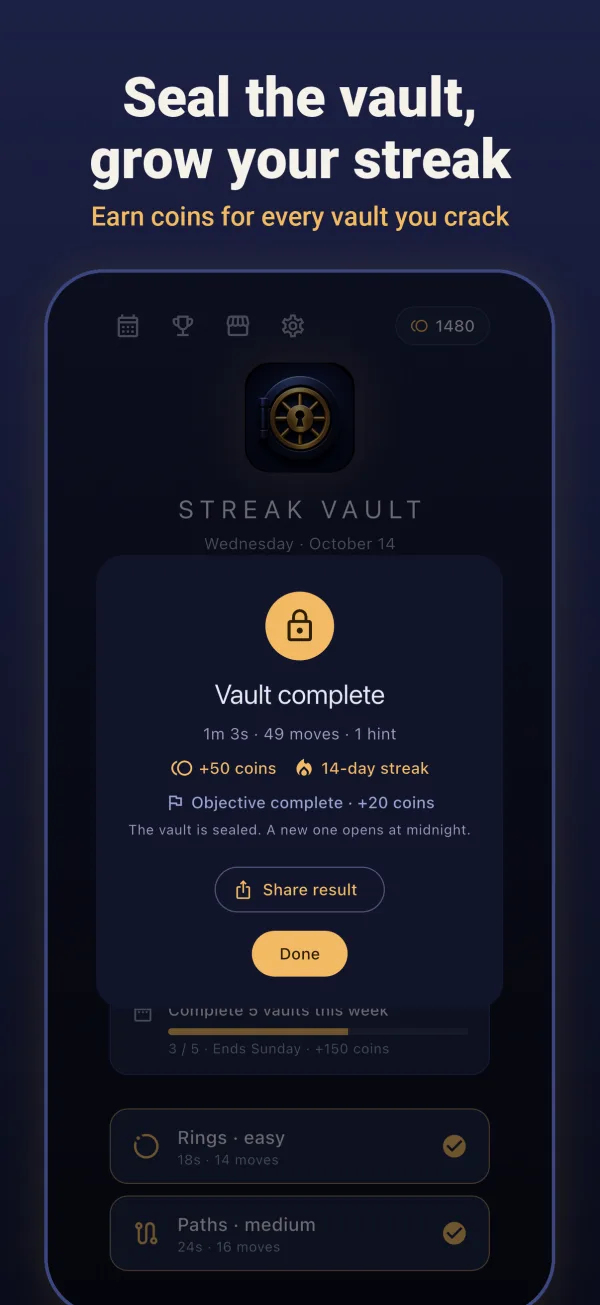 Seal the vault,
grow your streak
Earn coins for every vault you crack
1480
STREAK VAULT
Wednesday · October 14
Vault complete
1m 3s · 49 moves · 1 hint
+50 coins 14-day streak
Objective complete · +20 coins
The vault is sealed. A new one opens at midnight.
Share result
Done
Complete 5 vaults this week
3 / 5 · Ends Sunday · +150 coins
Rings · easy
18s · 14 moves
Paths · medium
24s · 16 moves